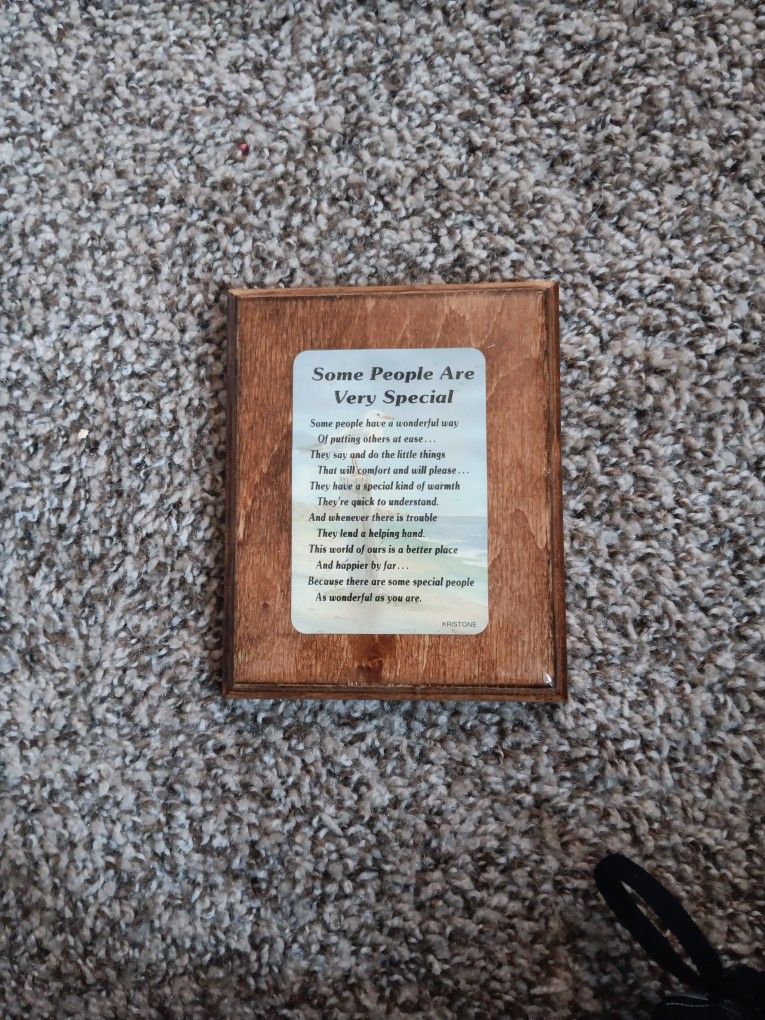 Some People Are
Very Special
Some people have a wonderful way
Of putting others at ease...
They say and do the little things
That will comfort and will please...
They have a special kind of warmth
They're quick to understand.
And whenever there is trouble
They lend a helping hand.
This world of ours is a better place
And happier by far...
Because there are some special people
As wonderful as you are.
KRISTONE